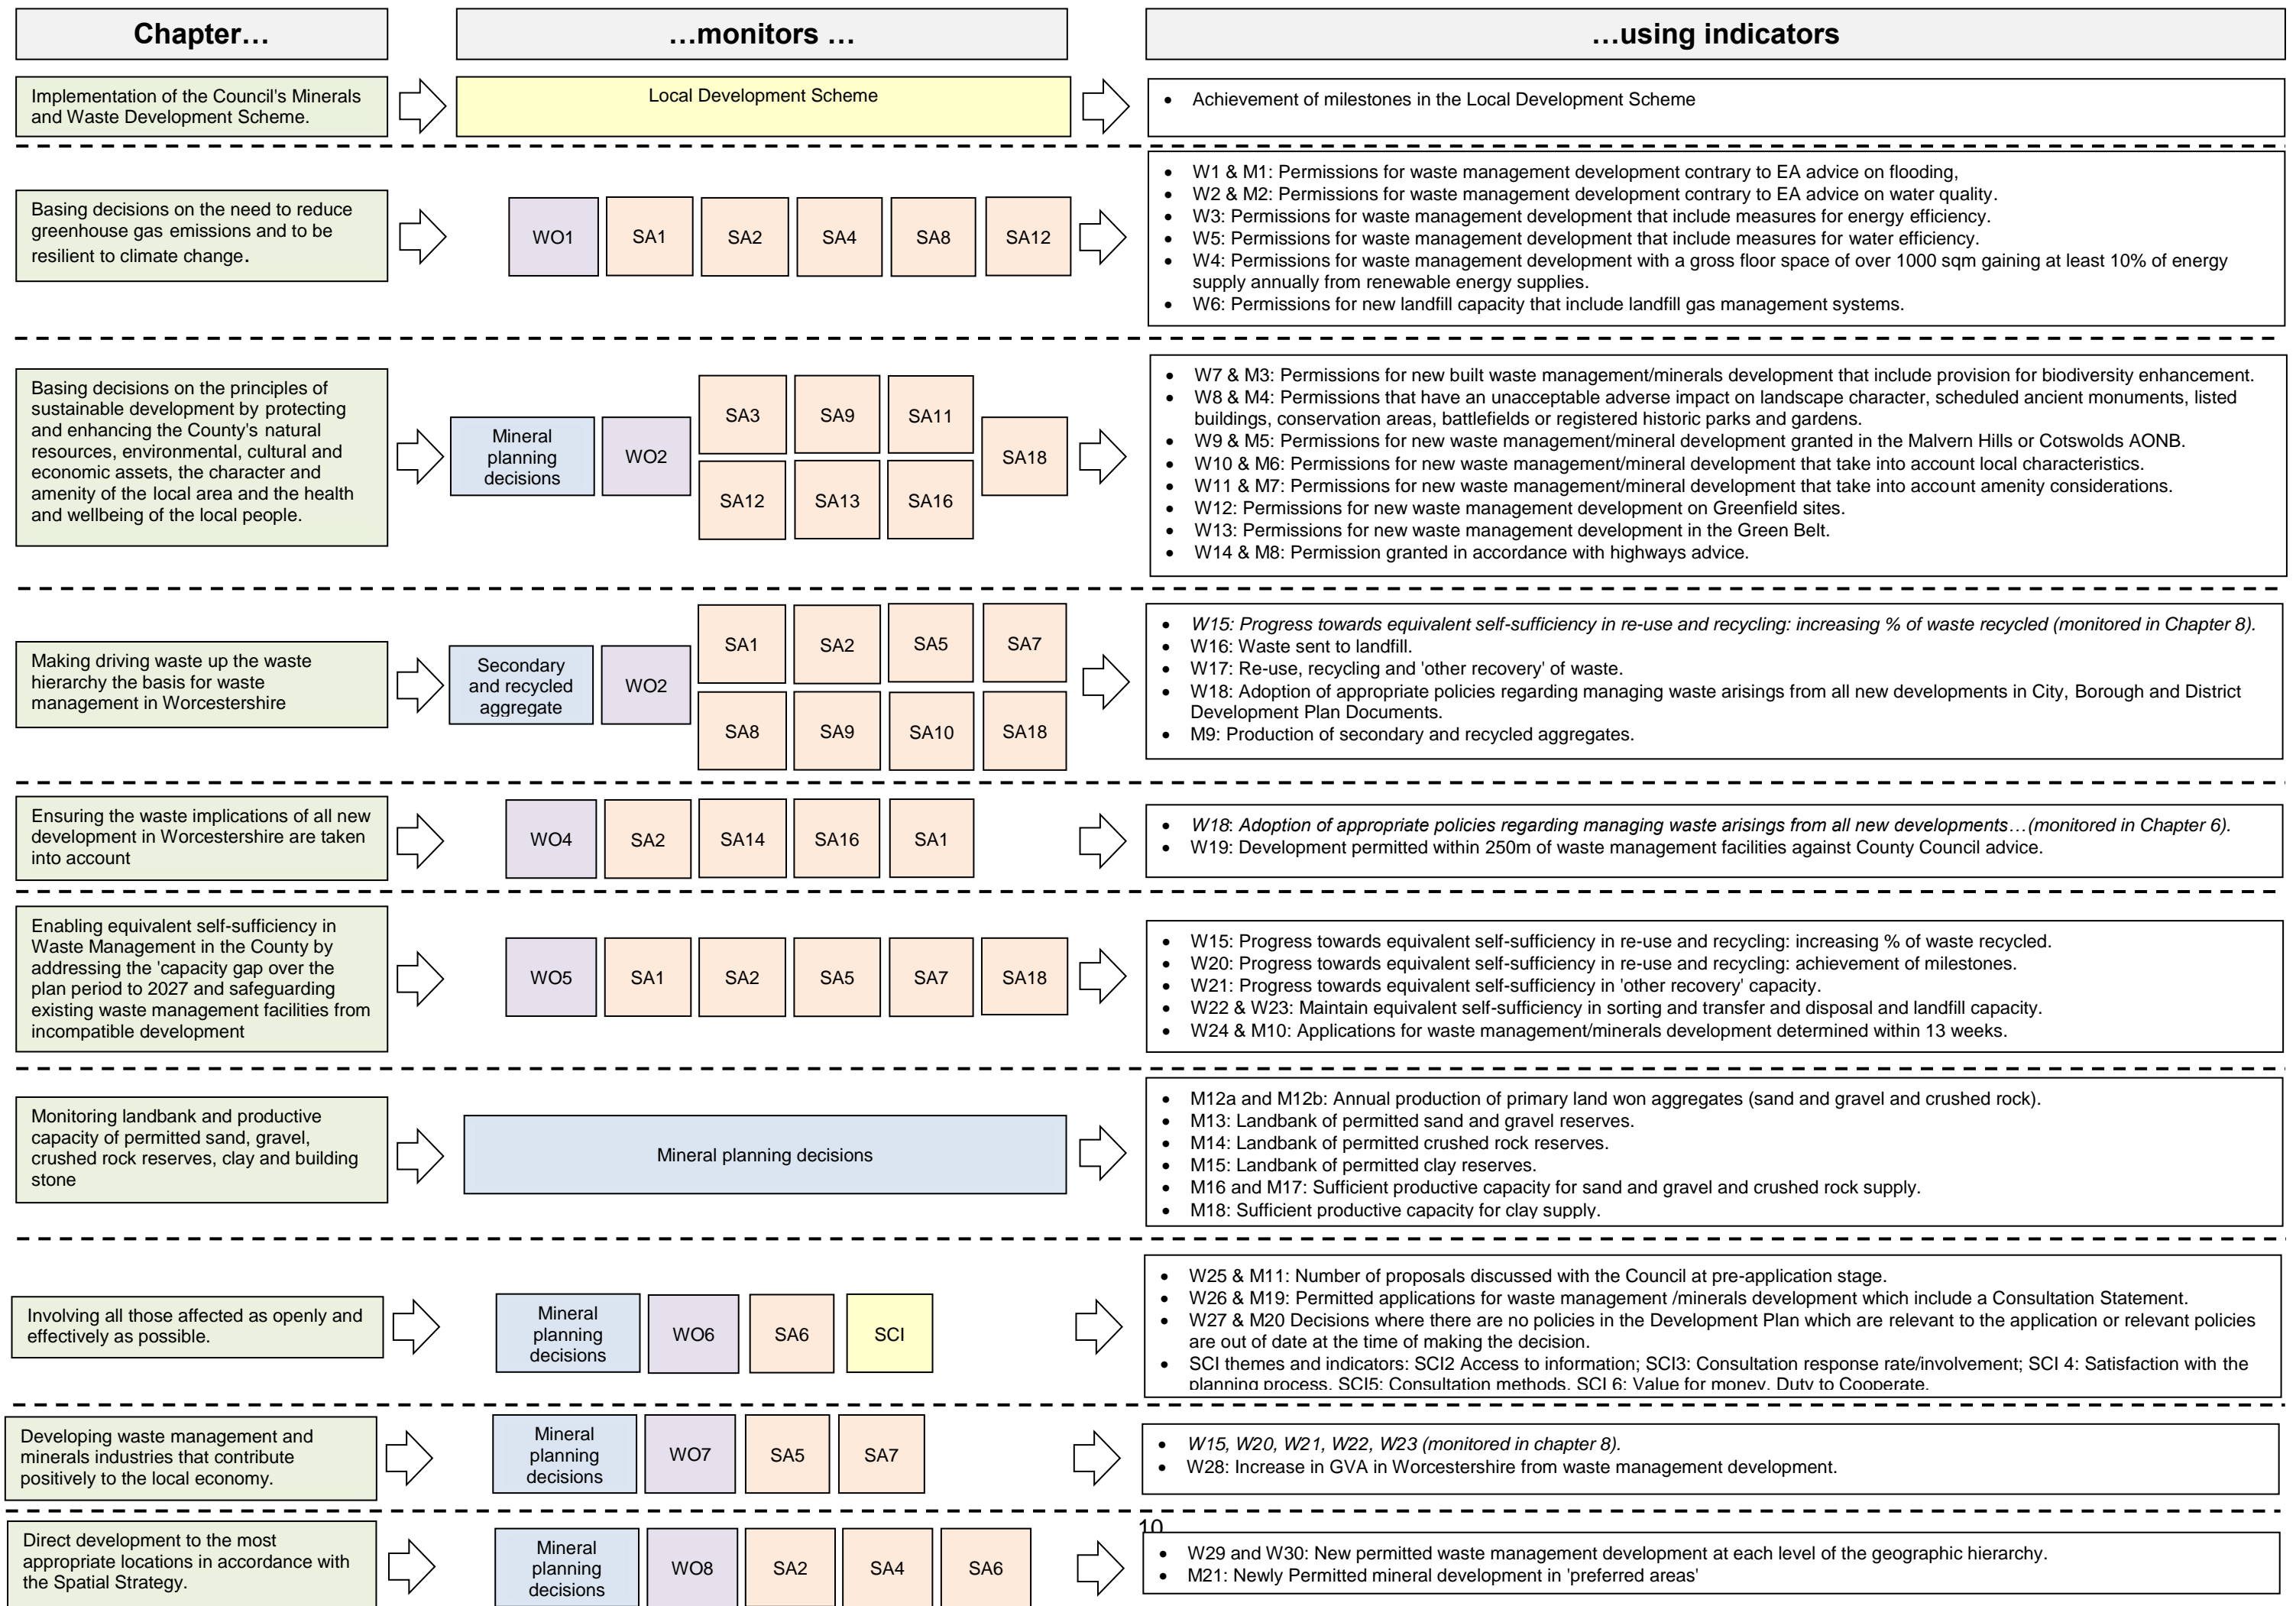 Chapter…
…monitors …
…using indicators
Implementation of the Council's Minerals
and Waste Development Scheme.
Local Development Scheme
• Achievement of milestones in the Local Development Scheme
Basing decisions on the need to reduce
greenhouse gas emissions and to be
resilient to climate change.
WO1
SA1
SA2
SA4
SA8
SA12
• W1 & M1: Permissions for waste management development contrary to EA advice on flooding,
• W2 & M2: Permissions for waste management development contrary to EA advice on water quality.
• W3: Permissions for waste management development that include measures for energy efficiency.
• W5: Permissions for waste management development that include measures for water efficiency.
• W4: Permissions for waste management development with a gross floor space of over 1000 sqm gaining at least 10% of energy
supply annually from renewable energy supplies.
• W6: Permissions for new landfill capacity that include landfill gas management systems.
Basing decisions on the principles of
sustainable development by protecting
and enhancing the County's natural
resources, environmental, cultural and
economic assets, the character and
amenity of the local area and the health
and wellbeing of the local people.
Mineral
planning
decisions
WO2
SA3
SA9
SA11
SA12
SA13
SA16
SA18
• W7 & M3: Permissions for new built waste management/minerals development that include provision for biodiversity enhancement.
• W8 & M4: Permissions that have an unacceptable adverse impact on landscape character, scheduled ancient monuments, listed
buildings, conservation areas, battlefields or registered historic parks and gardens.
• W9 & M5: Permissions for new waste management/mineral development granted in the Malvern Hills or Cotswolds AONB.
• W10 & M6: Permissions for new waste management/mineral development that take into account local characteristics.
• W11 & M7: Permissions for new waste management/mineral development that take into account amenity considerations.
• W12: Permissions for new waste management development on Greenfield sites.
• W13: Permissions for new waste management development in the Green Belt.
• W14 & M8: Permission granted in accordance with highways advice.
Making driving waste up the waste
hierarchy the basis for waste
management in Worcestershire
Secondary
and recycled
aggregate
WO2
SA1
SA2
SA5
SA7
SA8
SA9
SA10
SA18
• W15: Progress towards equivalent self-sufficiency in re-use and recycling: increasing % of waste recycled (monitored in Chapter 8).
• W16: Waste sent to landfill.
• W17: Re-use, recycling and 'other recovery' of waste.
• W18: Adoption of appropriate policies regarding managing waste arisings from all new developments in City, Borough and District
Development Plan Documents.
• M9: Production of secondary and recycled aggregates.
Ensuring the waste implications of all new
development in Worcestershire are taken
into account
WO4
SA2
SA14
SA16
SA1
• W18: Adoption of appropriate policies regarding managing waste arisings from all new developments…(monitored in Chapter 6).
• W19: Development permitted within 250m of waste management facilities against County Council advice.
Enabling equivalent self-sufficiency in
Waste Management in the County by
addressing the 'capacity gap over the
plan period to 2027 and safeguarding
existing waste management facilities from
incompatible development
WO5
SA1
SA2
SA5
SA7
SA18
• W15: Progress towards equivalent self-sufficiency in re-use and recycling: increasing % of waste recycled.
• W20: Progress towards equivalent self-sufficiency in re-use and recycling: achievement of milestones.
• W21: Progress towards equivalent self-sufficiency in 'other recovery' capacity.
• W22 & W23: Maintain equivalent self-sufficiency in sorting and transfer and disposal and landfill capacity.
• W24 & M10: Applications for waste management/minerals development determined within 13 weeks.
Monitoring landbank and productive
capacity of permitted sand, gravel,
crushed rock reserves, clay and building
stone
Mineral planning decisions
• M12a and M12b: Annual production of primary land won aggregates (sand and gravel and crushed rock).
• M13: Landbank of permitted sand and gravel reserves.
• M14: Landbank of permitted crushed rock reserves.
• M15: Landbank of permitted clay reserves.
• M16 and M17: Sufficient productive capacity for sand and gravel and crushed rock supply.
• M18: Sufficient productive capacity for clay supply.
Involving all those affected as openly and
effectively as possible.
Mineral
planning
decisions
WO6
SA6
SCI
• W25 & M11: Number of proposals discussed with the Council at pre-application stage.
• W26 & M19: Permitted applications for waste management /minerals development which include a Consultation Statement.
• W27 & M20 Decisions where there are no policies in the Development Plan which are relevant to the application or relevant policies
are out of date at the time of making the decision.
• SCI themes and indicators: SCI2 Access to information; SCI3: Consultation response rate/involvement; SCI 4: Satisfaction with the
planning process. SCI5: Consultation methods. SCI 6: Value for money. Duty to Cooperate.
Developing waste management and
minerals industries that contribute
positively to the local economy.
Mineral
planning
decisions
WO7
SA5
SA7
• W15, W20, W21, W22, W23 (monitored in chapter 8).
• W28: Increase in GVA in Worcestershire from waste management development.
Direct development to the most
appropriate locations in accordance with
the Spatial Strategy.
Mineral
planning
decisions
WO8
SA2
SA4
SA6
10
• W29 and W30: New permitted waste management development at each level of the geographic hierarchy.
• M21: Newly Permitted mineral development in 'preferred areas'